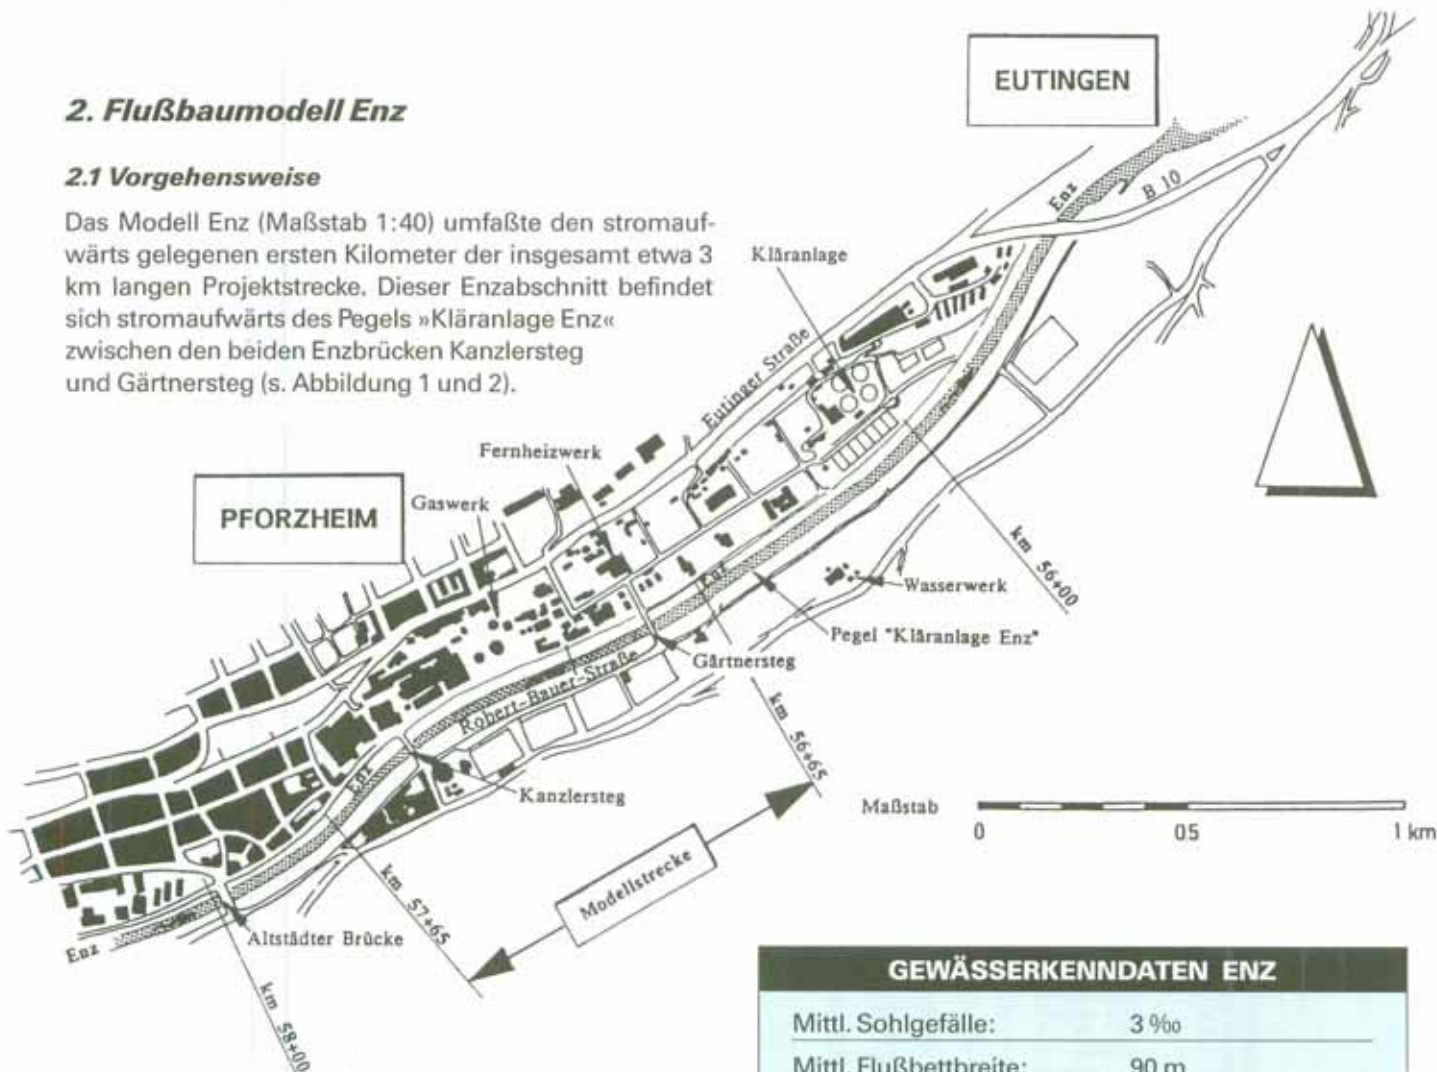 2. Flußbaumodell Enz
2.1 Vorgehensweise
Das Modell Enz (Maßstab 1:40) umfaßte den stromauf-
wärts gelegenen ersten Kilometer der insgesamt etwa 3
km langen Projektstrecke. Dieser Enzabschnitt befindet
sich stromaufwärts des Pegels »Kläranlage Enz«
zwischen den beiden Enzbrücken Kanzlersteg
und Gärtnersteg (s. Abbildung 1 und 2).
EUTINGEN
Enz
B 10
Kläranlage
Eutinger Straße
Fernheizwerk
Gaswerk
PFORZHEIM
km 56+00
Wasserwerk
Enz
Pegel "Kläranlage Enz"
Gärtnersteg
Robert-Bauer-Straße
km 56+65
Enz
Kanzlersteg
Maßstab
0 05 1 km
Modellstrecke
km 57+65
Altstädter Brücke
Enz
km 58+00
GEWÄSSERKENNDATEN ENZ
Mittl. Sohlgefälle: 3 ‰
Mittl. Flußbettbreite: 90 m